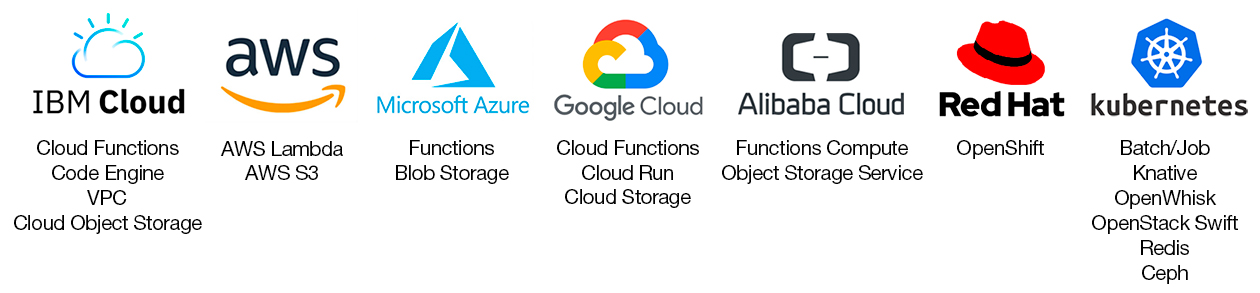 IBM Cloud
Cloud Functions
Code Engine
VPC
Cloud Object Storage
aws
AWS Lambda
AWS S3
Microsoft Azure
Functions
Blob Storage
Google Cloud
Cloud Functions
Cloud Run
Cloud Storage
Alibaba Cloud
Functions Compute
Object Storage Service
Red Hat
OpenShift
kubernetes
Batch/Job
Knative
OpenWhisk
OpenStack Swift
Redis
Ceph